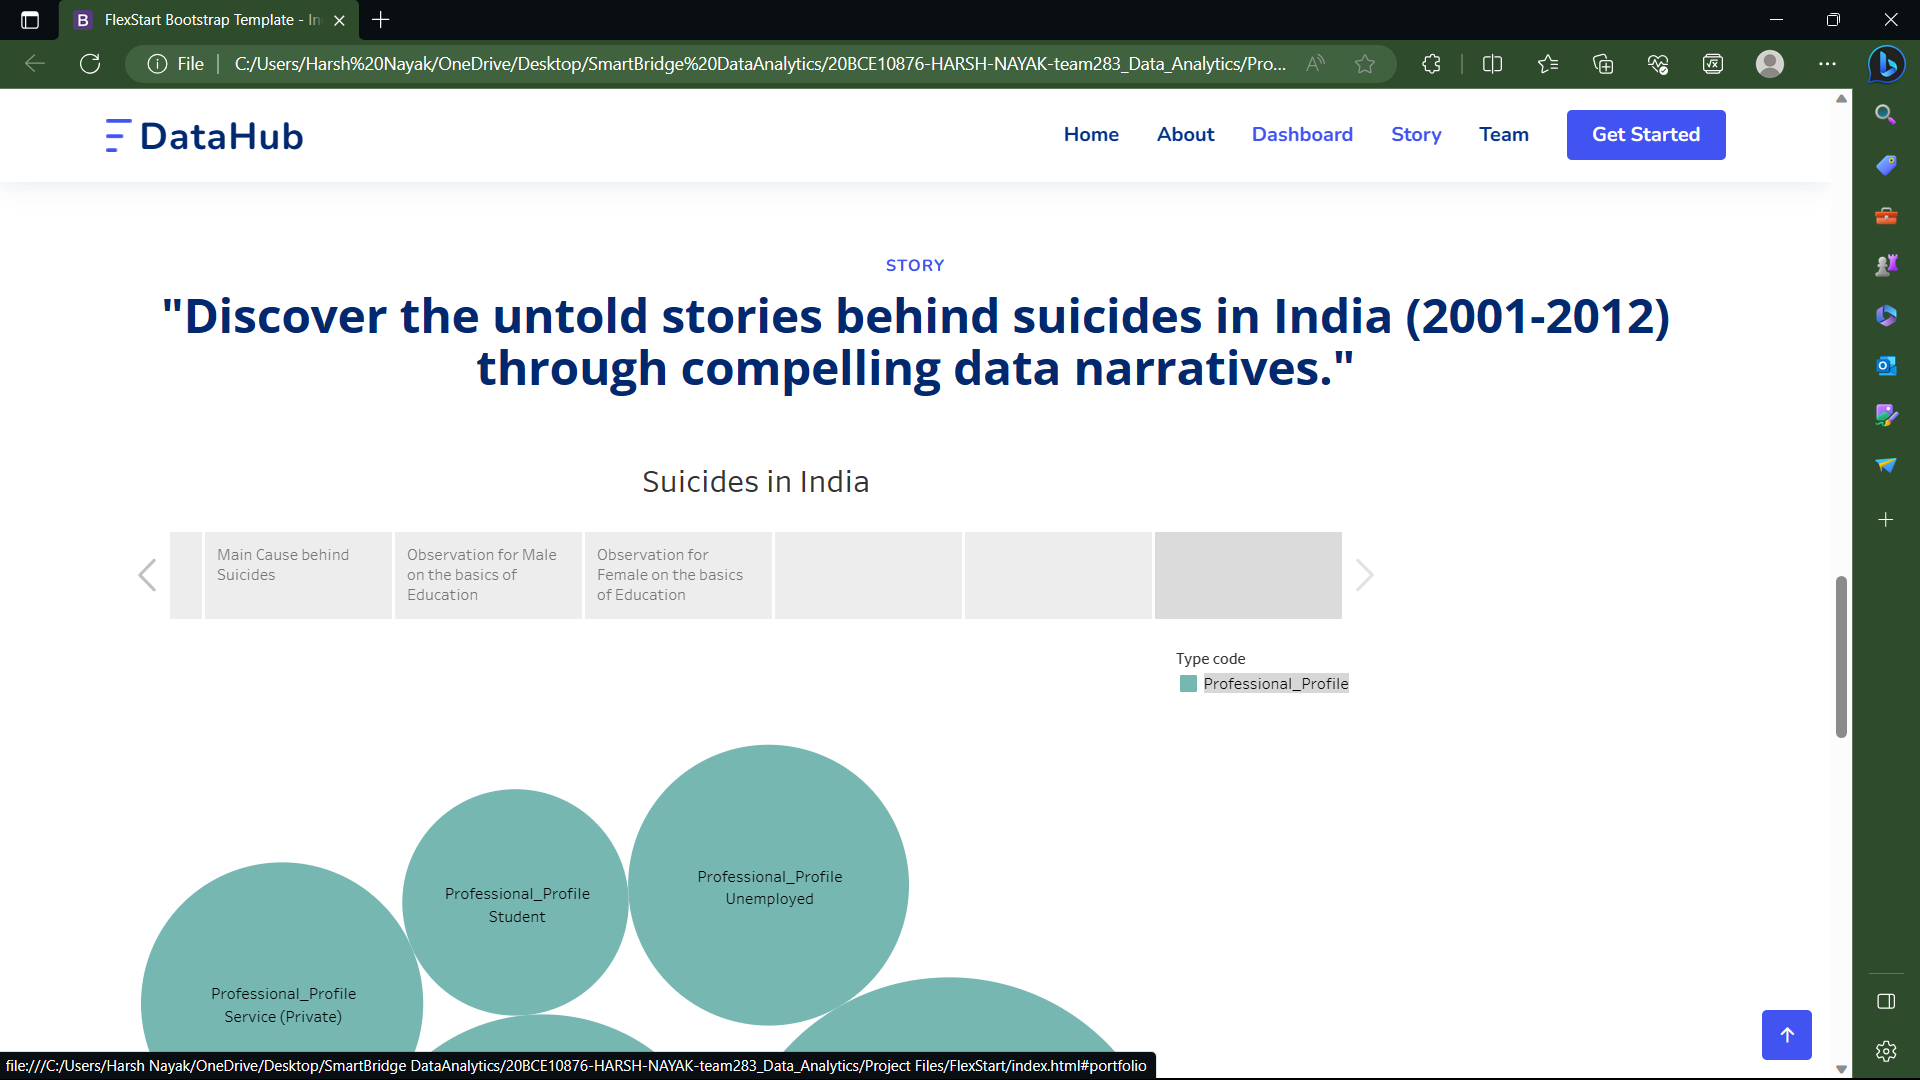 FlexStart Bootstrap Template - In
File
C:/Users/Harsh%20Nayak/OneDrive/Desktop/SmartBridge%20DataAnalytics/20BCE10876-HARSH-NAYAK-team283_Data_Analytics/Pro...
DataHub
Home
About
Dashboard
Story
Team
Get Started
STORY
"Discover the untold stories behind suicides in India (2001-2012)
through compelling data narratives."
Suicides in India
Main Cause behind
Suicides
Observation for Male
on the basics of
Education
Observation for
Female on the basics
of Education
Type code
Professional_Profile
Professional_Profile
Unemployed
Professional_Profile
Student
Professional_Profile
Service (Private)
file:///C:/Users/Harsh Nayak/OneDrive/Desktop/SmartBridge DataAnalytics/20BCE10876-HARSH-NAYAK-team283_Data_Analytics/Project Files/FlexStart/index.html#portfolio